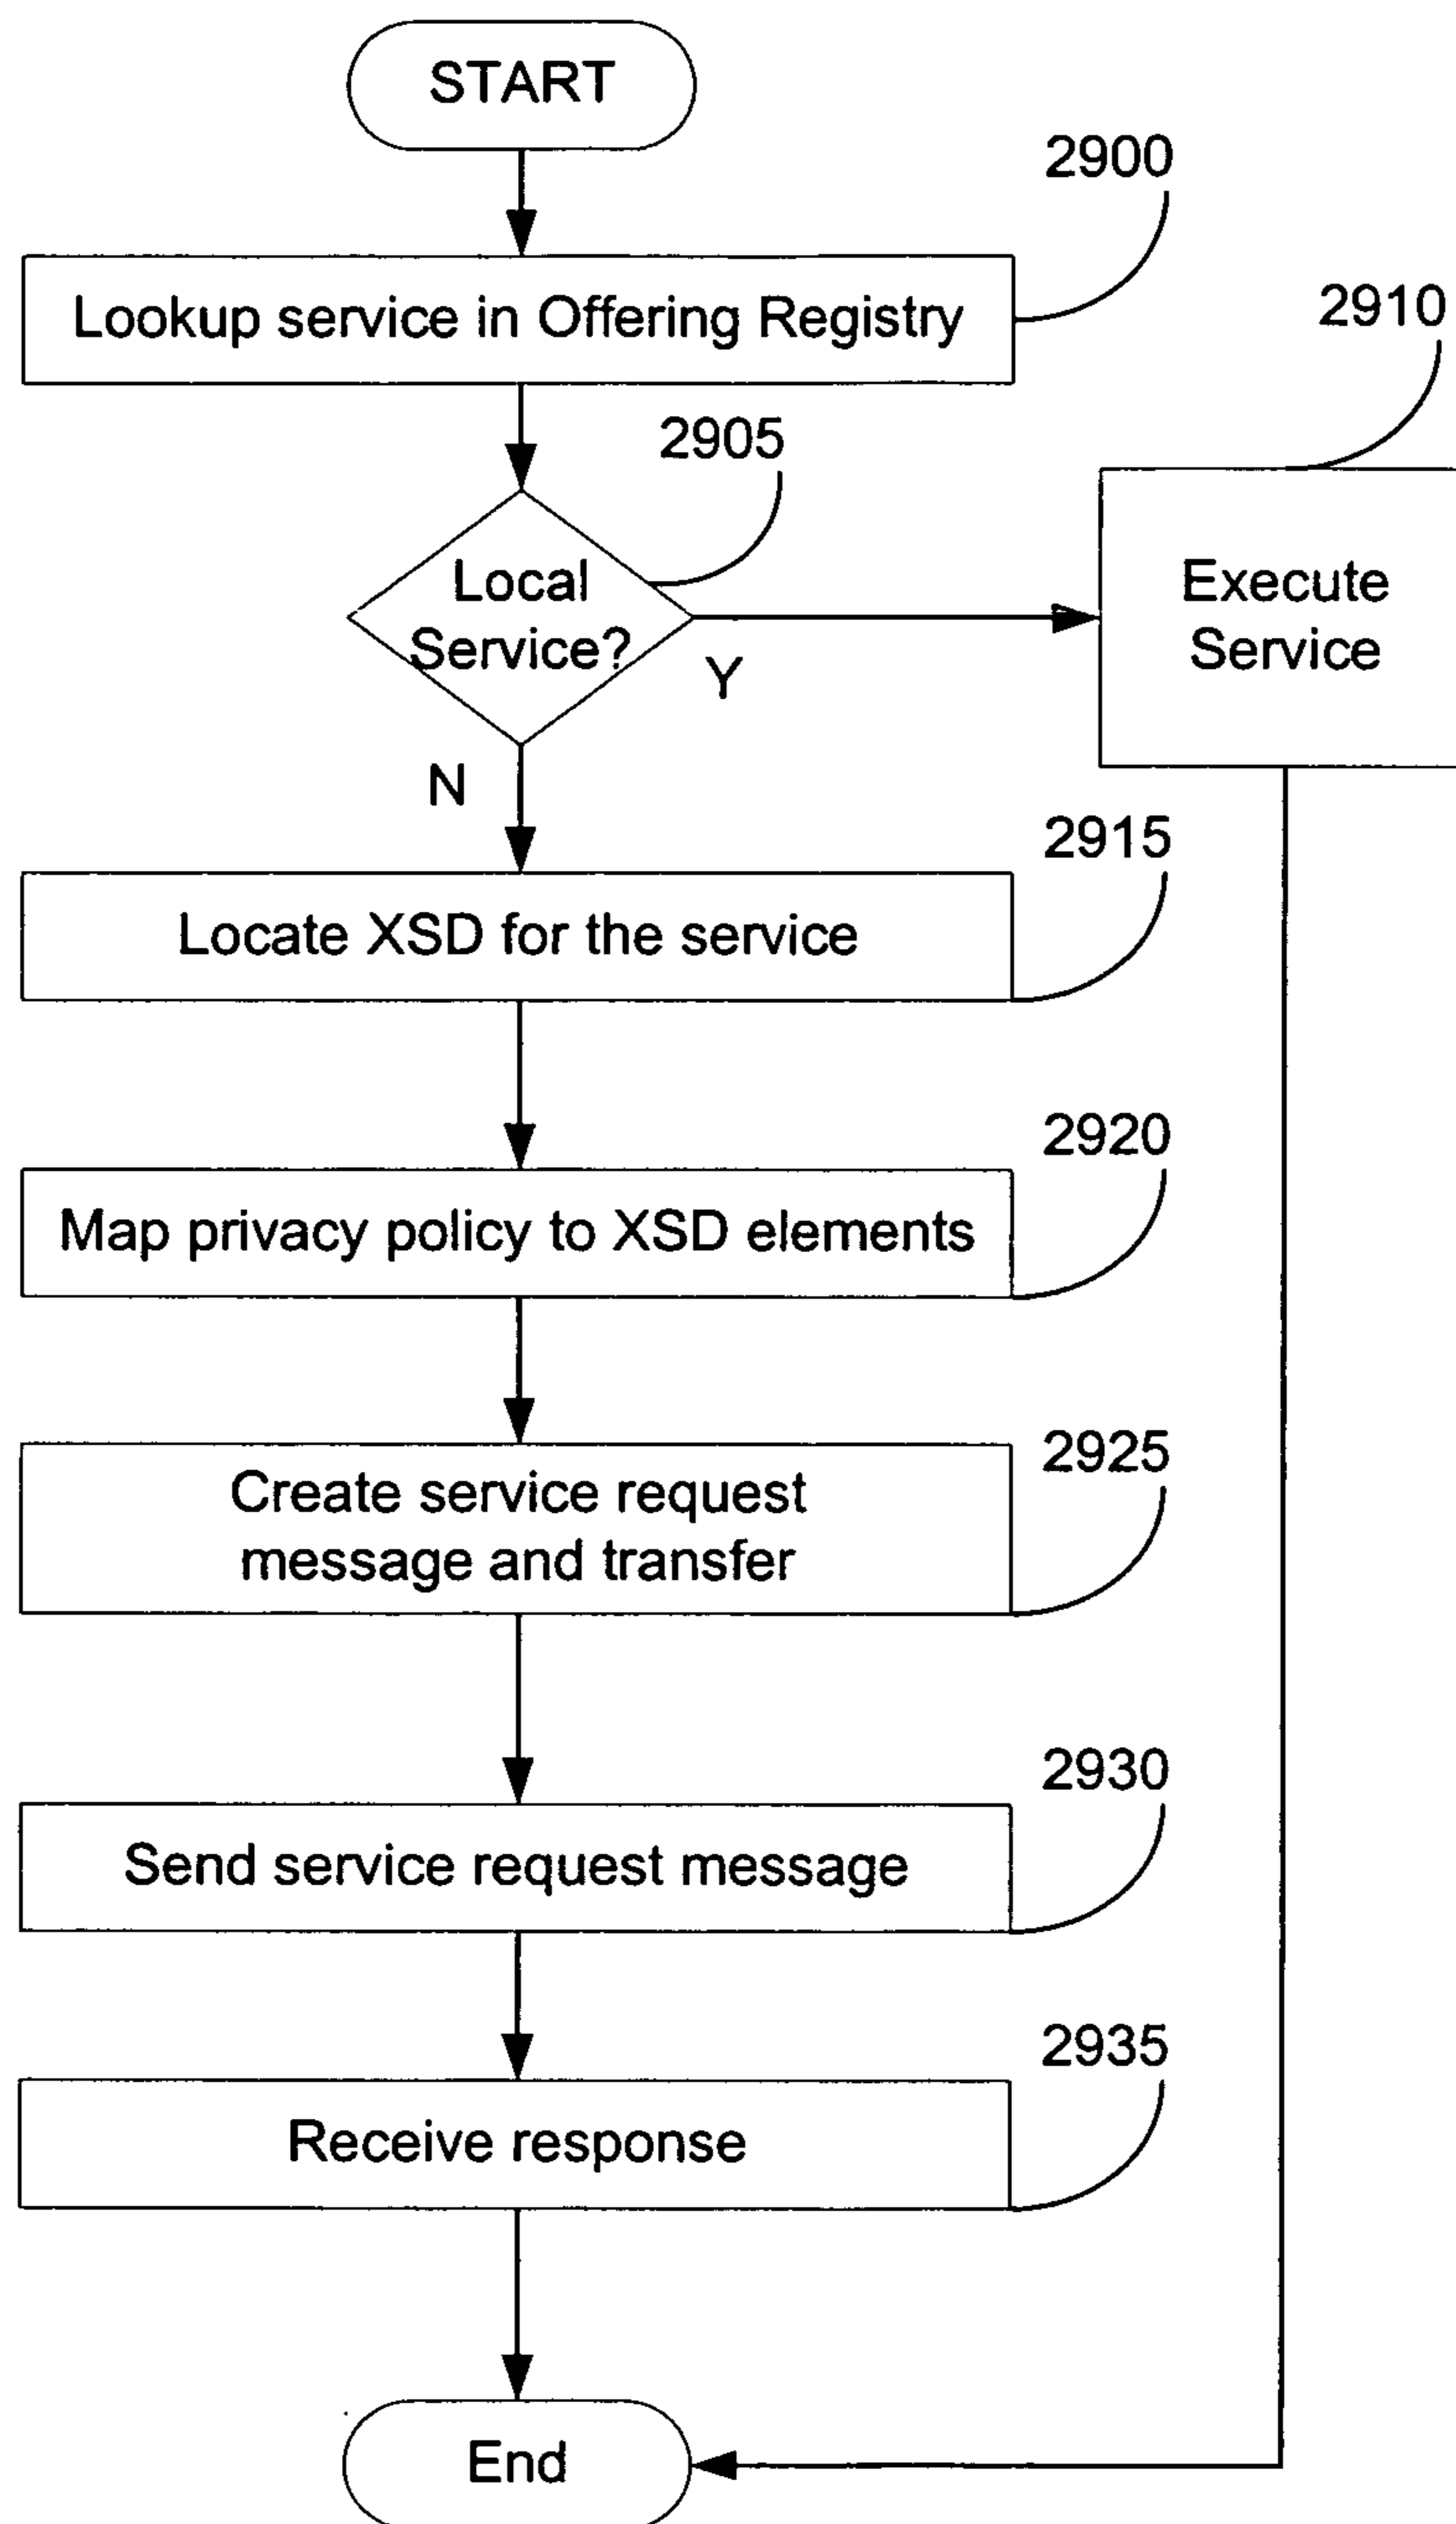 START
2900
Lookup service in Offering Registry
2910
2905
Local
Service?
Execute
Service
Y
N
2915
Locate XSD for the service
2920
Map privacy policy to XSD elements
2925
Create service request
message and transfer
2930
Send service request message
2935
Receive response
End